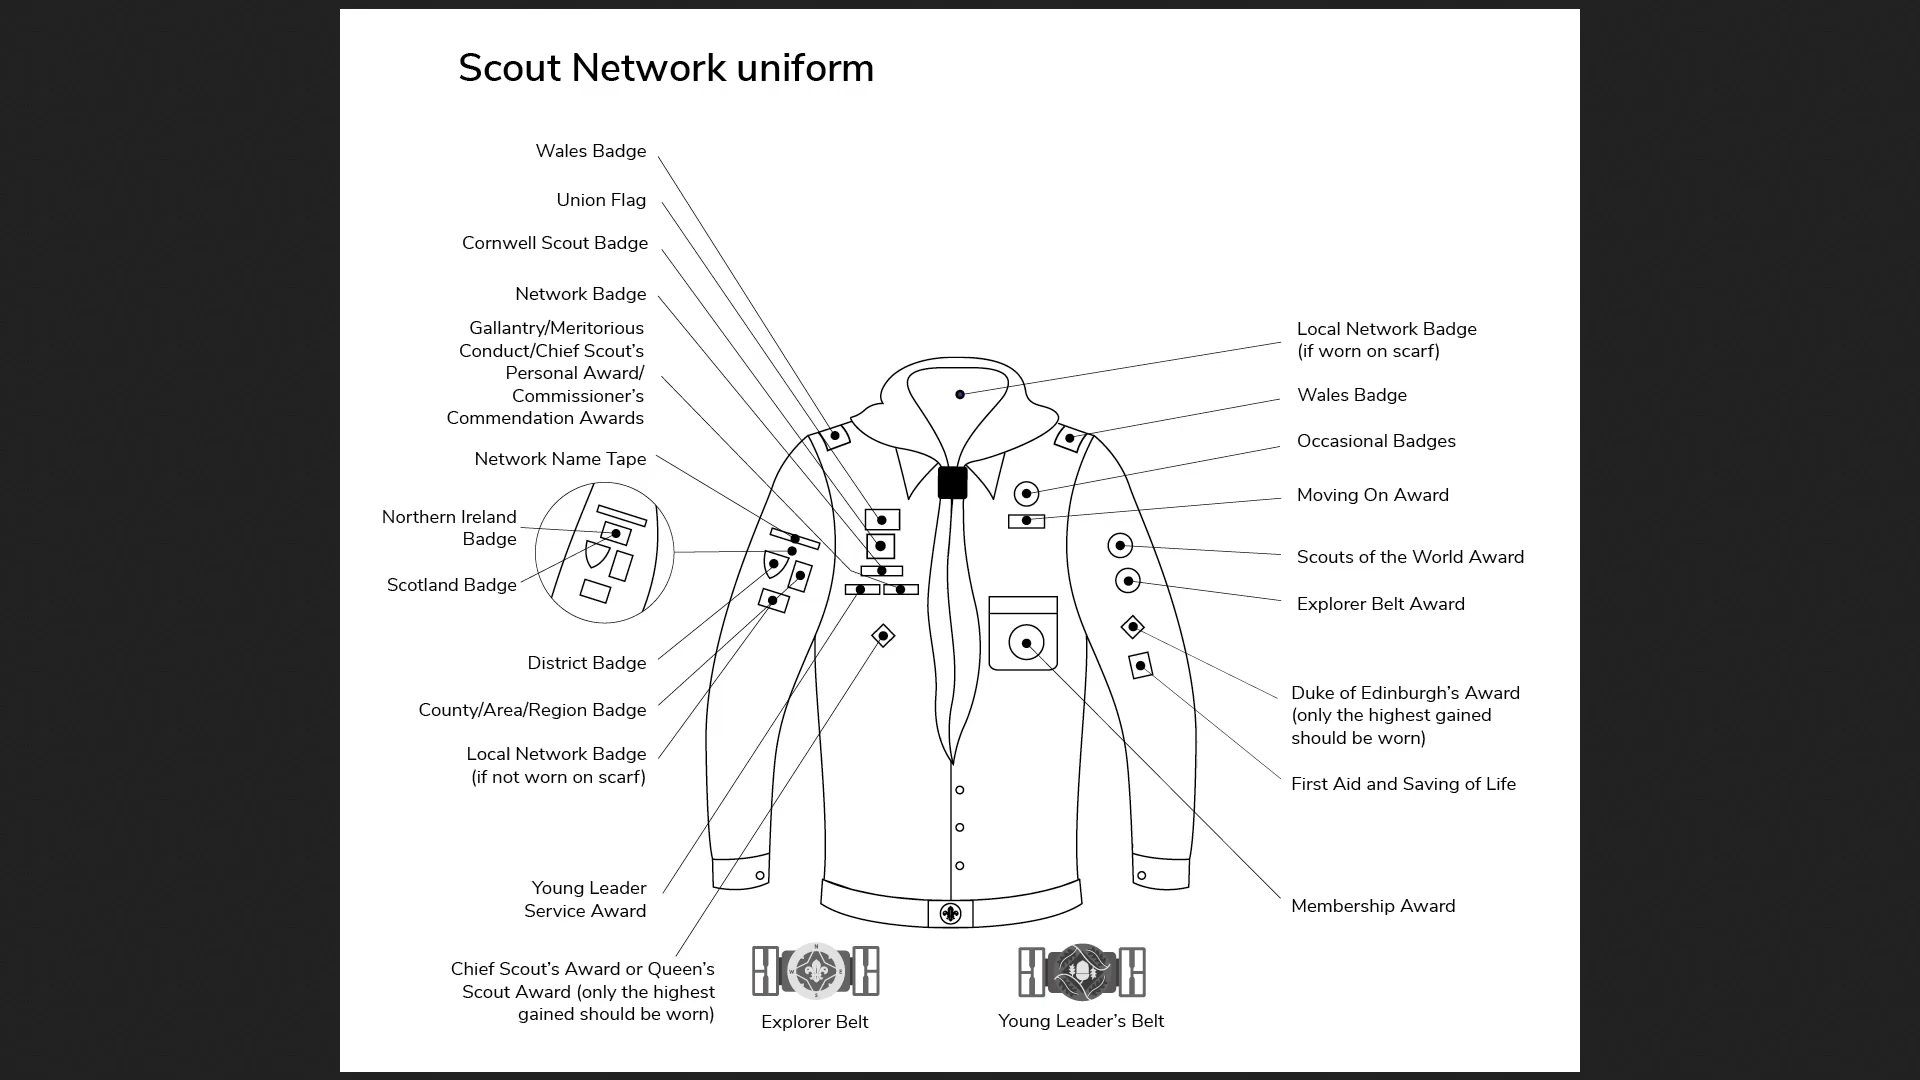 Scout Network uniform
Wales Badge
Union Flag
Cornwell Scout Badge
Network Badge
Gallantry/Meritorious
Conduct/Chief Scout's
Personal Award/
Commissioner's
Commendation Awards
Network Name Tape
Northern Ireland
Badge
Scotland Badge
District Badge
County/Area/Region Badge
Local Network Badge
(if not worn on scarf)
Young Leader
Service Award
Chief Scout's Award or Queen's
Scout Award (only the highest
gained should be worn)
Local Network Badge
(if worn on scarf)
Wales Badge
Occasional Badges
Moving On Award
Scouts of the World Award
Explorer Belt Award
Duke of Edinburgh's Award
(only the highest gained
should be worn)
First Aid and Saving of Life
Membership Award
N
W
E
S
Explorer Belt
Young Leader's Belt